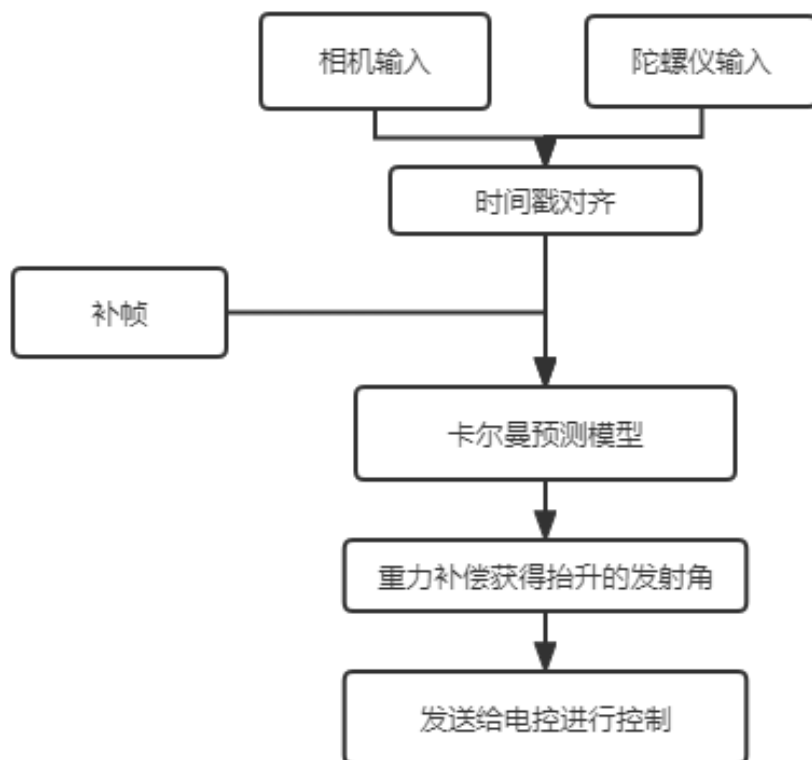 相机输入
陀螺仪输入
时间戳对齐
补帧
卡尔曼预测模型
重力补偿获得抬升的发射角
发送给电控进行控制